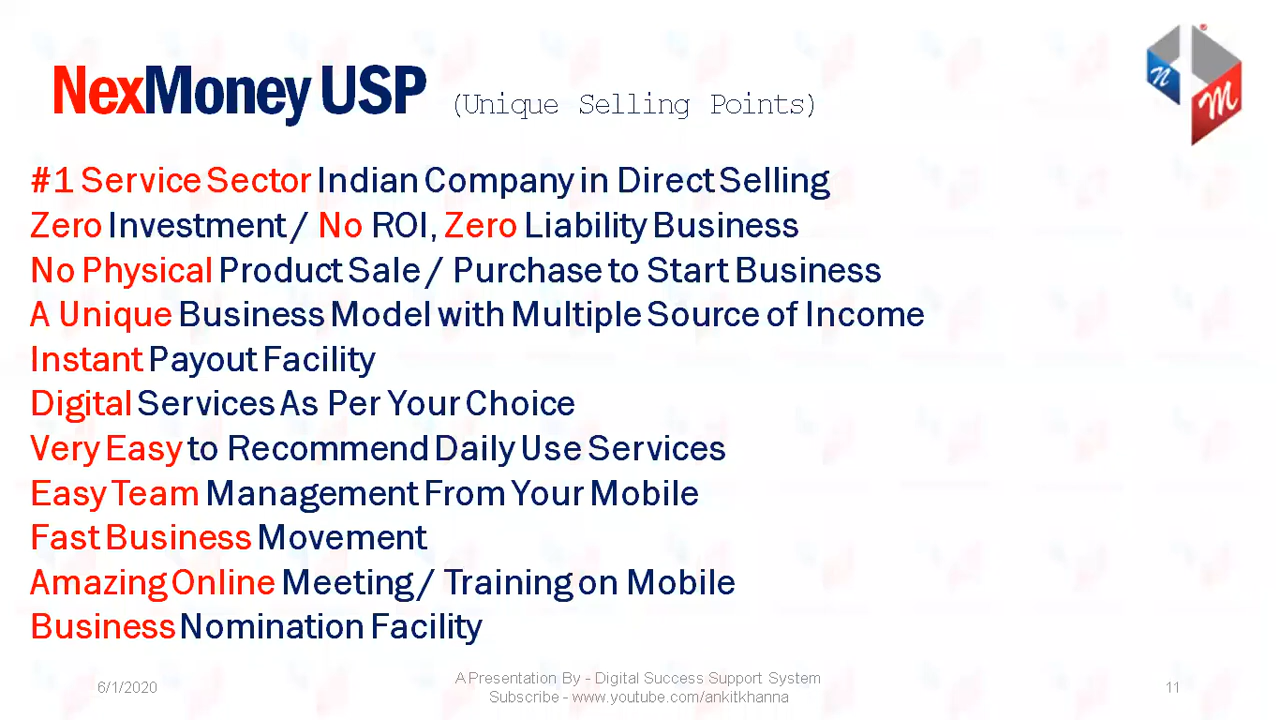 NexMoney USP (Unique Selling Points)
n M ®
#1 Service Sector Indian Company in Direct Selling
Zero Investment / No ROI, Zero Liability Business
No Physical Product Sale / Purchase to Start Business
A Unique Business Model with Multiple Source of Income
Instant Payout Facility
Digital Services As Per Your Choice
Very Easy to Recommend Daily Use Services
Easy Team Management From Your Mobile
Fast Business Movement
Amazing Online Meeting / Training on Mobile
Business Nomination Facility
6/1/2020
A Presentation By - Digital Success Support System
Subscribe - www.youtube.com/ankitkhanna
11